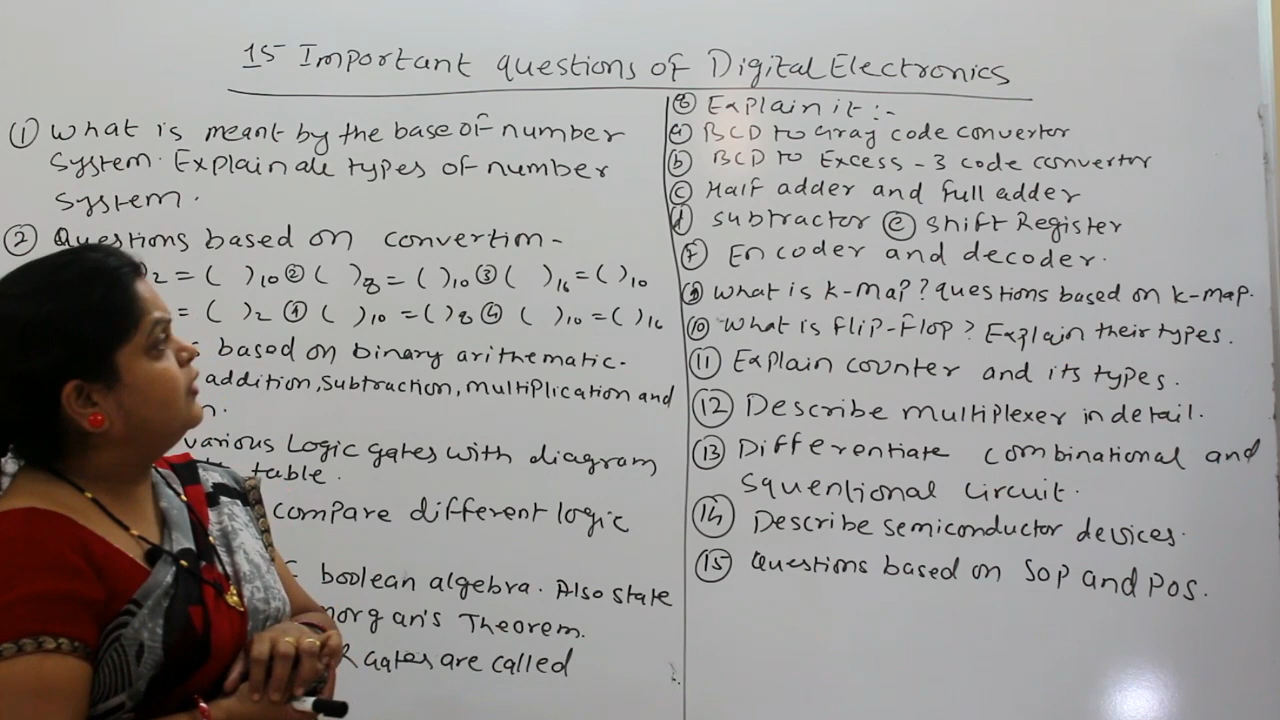 15 Important questions of Digital Electronics
① What is meant by the base of number
system. Explain all types of number
system.
② Questions based on convertion -
)2 = ( )10 ② ( )8 = ( )10 ③ ( )16 = ( )10
= ( )2 ④ ( )10 = ( )8 ( )10 = ( )16
based on binary arithematic.
addition, subtraction, multiplication and
n.
various Logic gates with diagram
table.
compare different logic
boolean algebra. Also state
morgan's Theorem.
R Gates are called
⑧ Explain it :-
ⓐ BCD to Gray code convertor
ⓑ BCD to Excess - 3 code convertor
ⓒ Half adder and full adder
ⓓ subtractor ⓔ Shift Register
ⓕ Encoder and decoder.
⑨ What is K-map? questions based on K-map.
⑩ What is flip-flop? Explain their types.
⑪ Explain counter and its types.
⑫ Describe multiplexer in detail.
⑬ Differentiate combinational and
squentional circuit.
⑭ Describe semiconductor devices.
⑮ Questions based on SOP and POS.